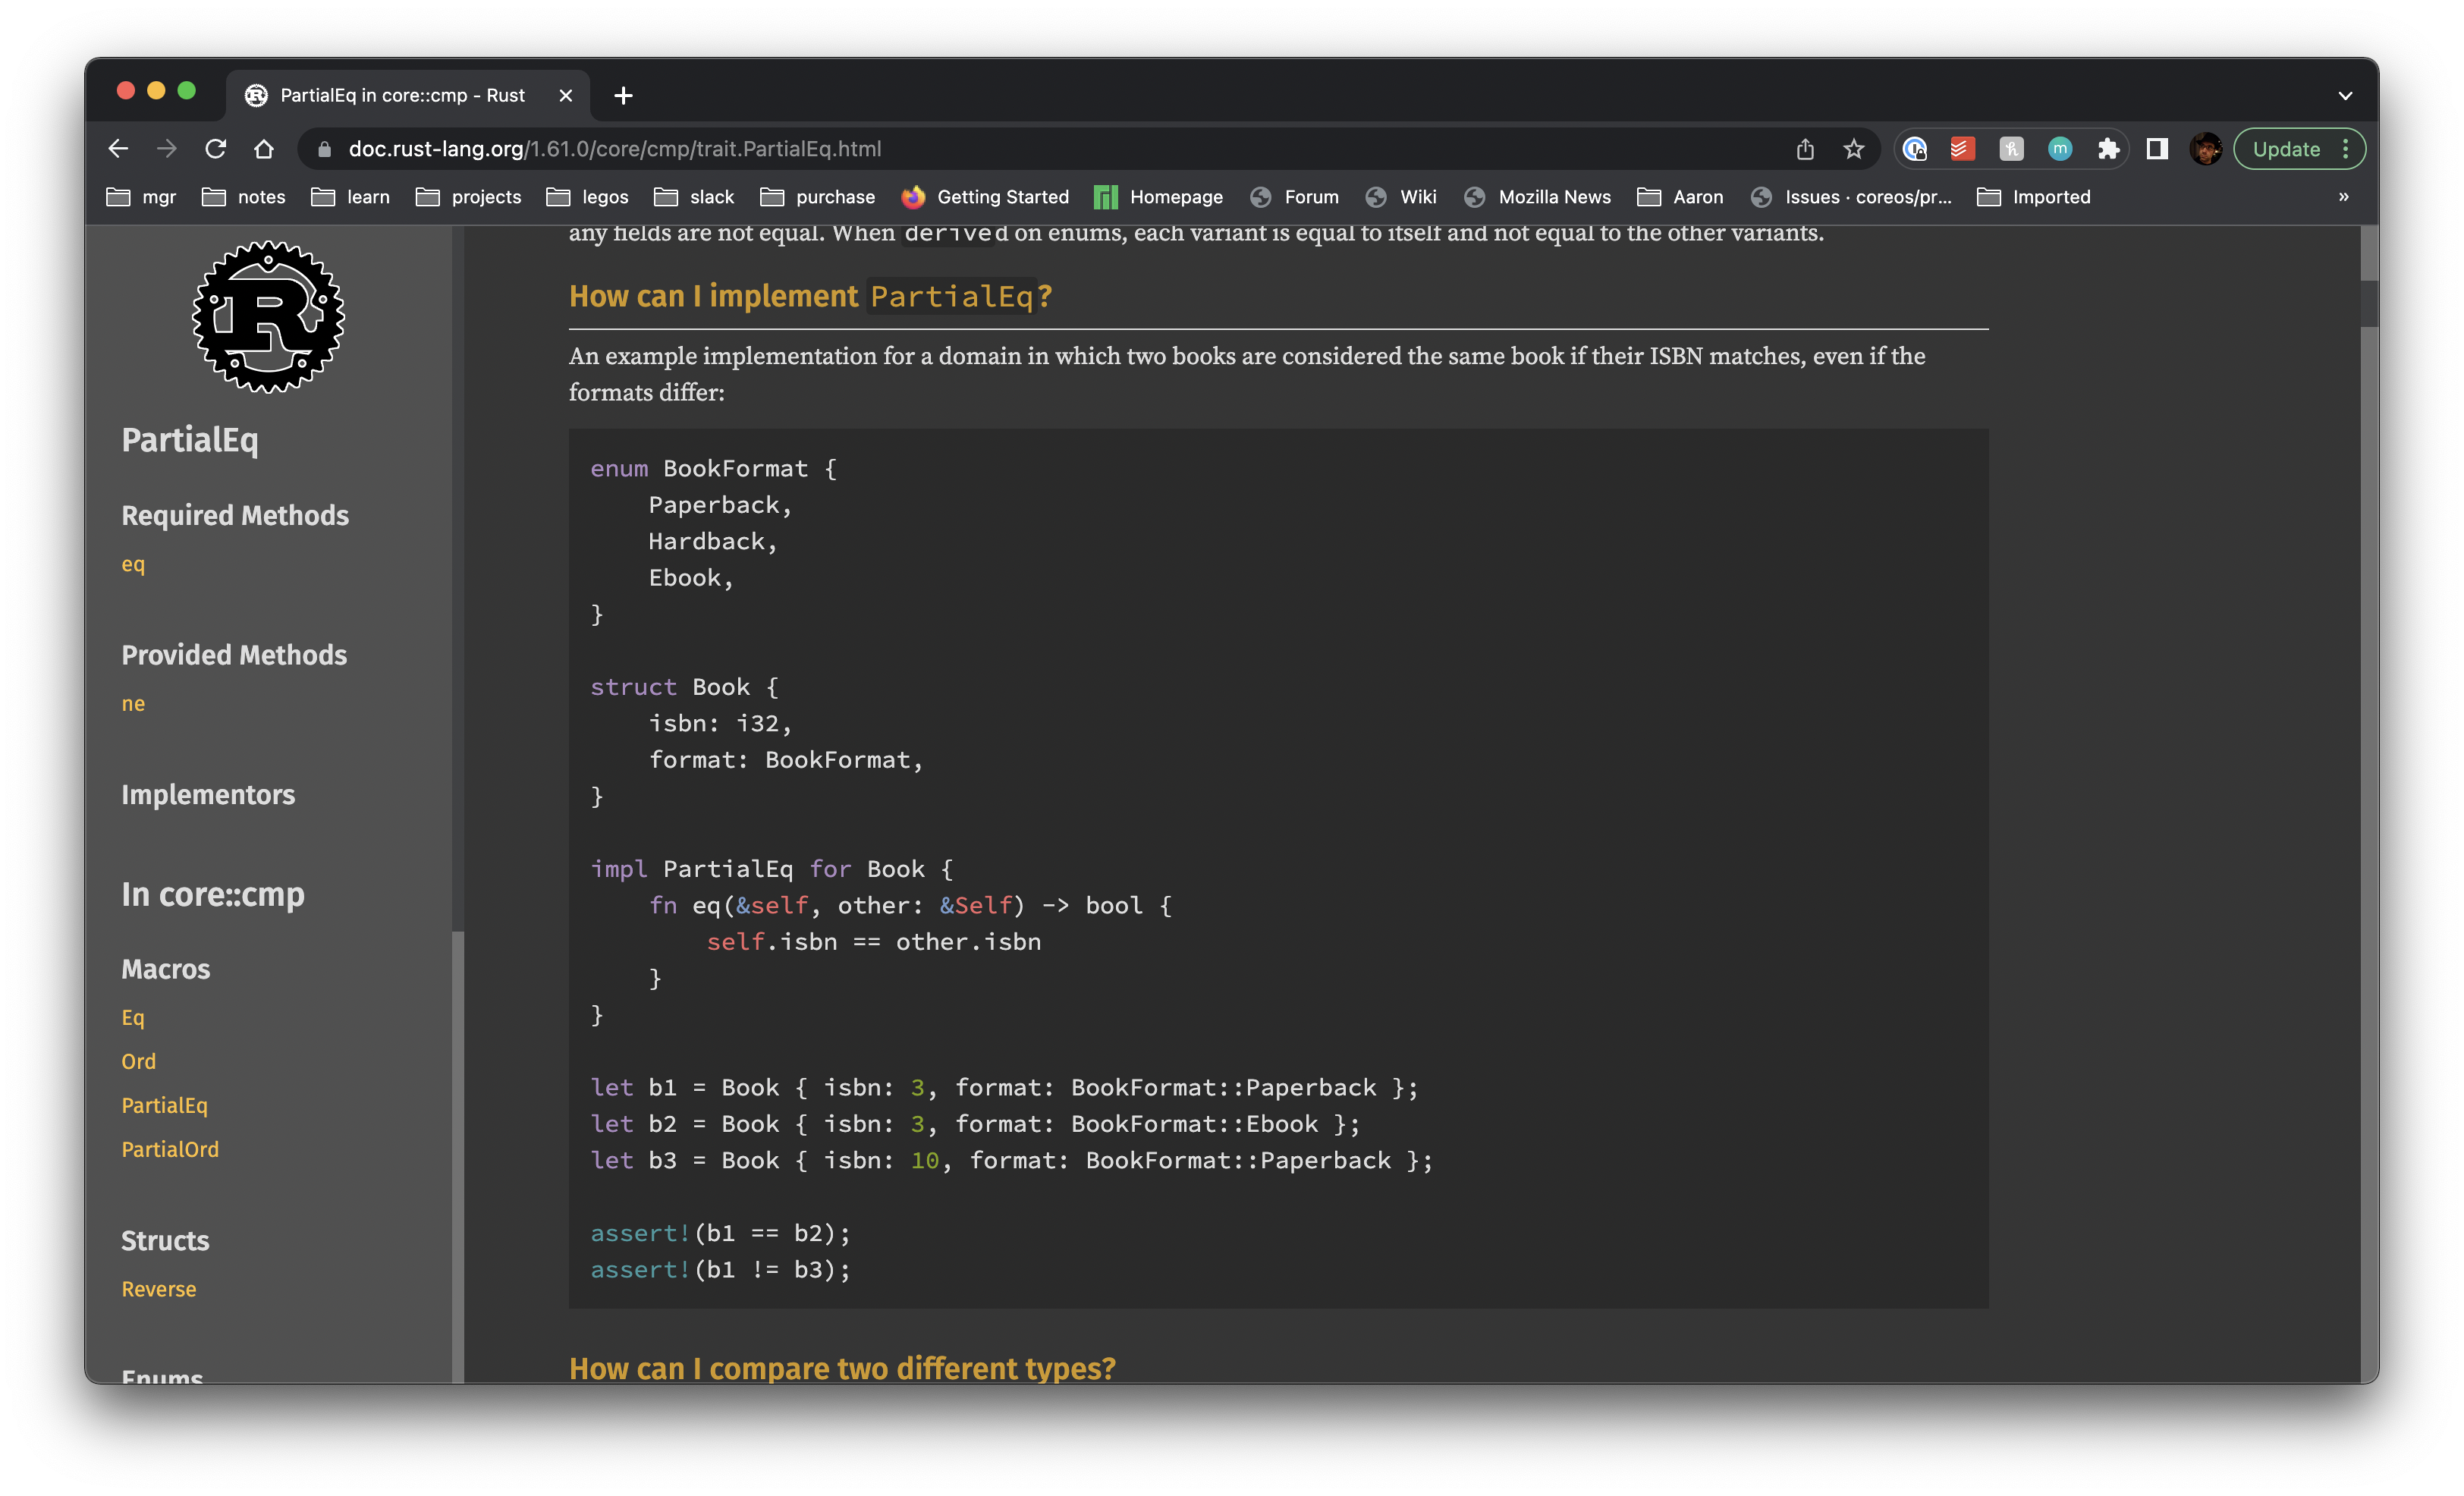 PartialEq in core::cmp - Rust
doc.rust-lang.org/1.61.0/core/cmp/trait.PartialEq.html
Update
mgr notes learn projects legos slack purchase Getting Started Homepage Forum Wiki Mozilla News Aaron Issues · coreos/pr... Imported »
PartialEq
Required Methods
eq
Provided Methods
ne
Implementors
In core::cmp
Macros
Eq
Ord
PartialEq
PartialOrd
Structs
Reverse
Enums
any fields are not equal. When derived on enums, each variant is equal to itself and not equal to the other variants.
How can I implement PartialEq?
An example implementation for a domain in which two books are considered the same book if their ISBN matches, even if the
formats differ:
enum BookFormat {
    Paperback,
    Hardback,
    Ebook,
}
struct Book {
    isbn: i32,
    format: BookFormat,
}
impl PartialEq for Book {
    fn eq(&self, other: &Self) -> bool {
        self.isbn == other.isbn
    }
}
let b1 = Book { isbn: 3, format: BookFormat::Paperback };
let b2 = Book { isbn: 3, format: BookFormat::Ebook };
let b3 = Book { isbn: 10, format: BookFormat::Paperback };
assert!(b1 == b2);
assert!(b1 != b3);
How can I compare two different types?